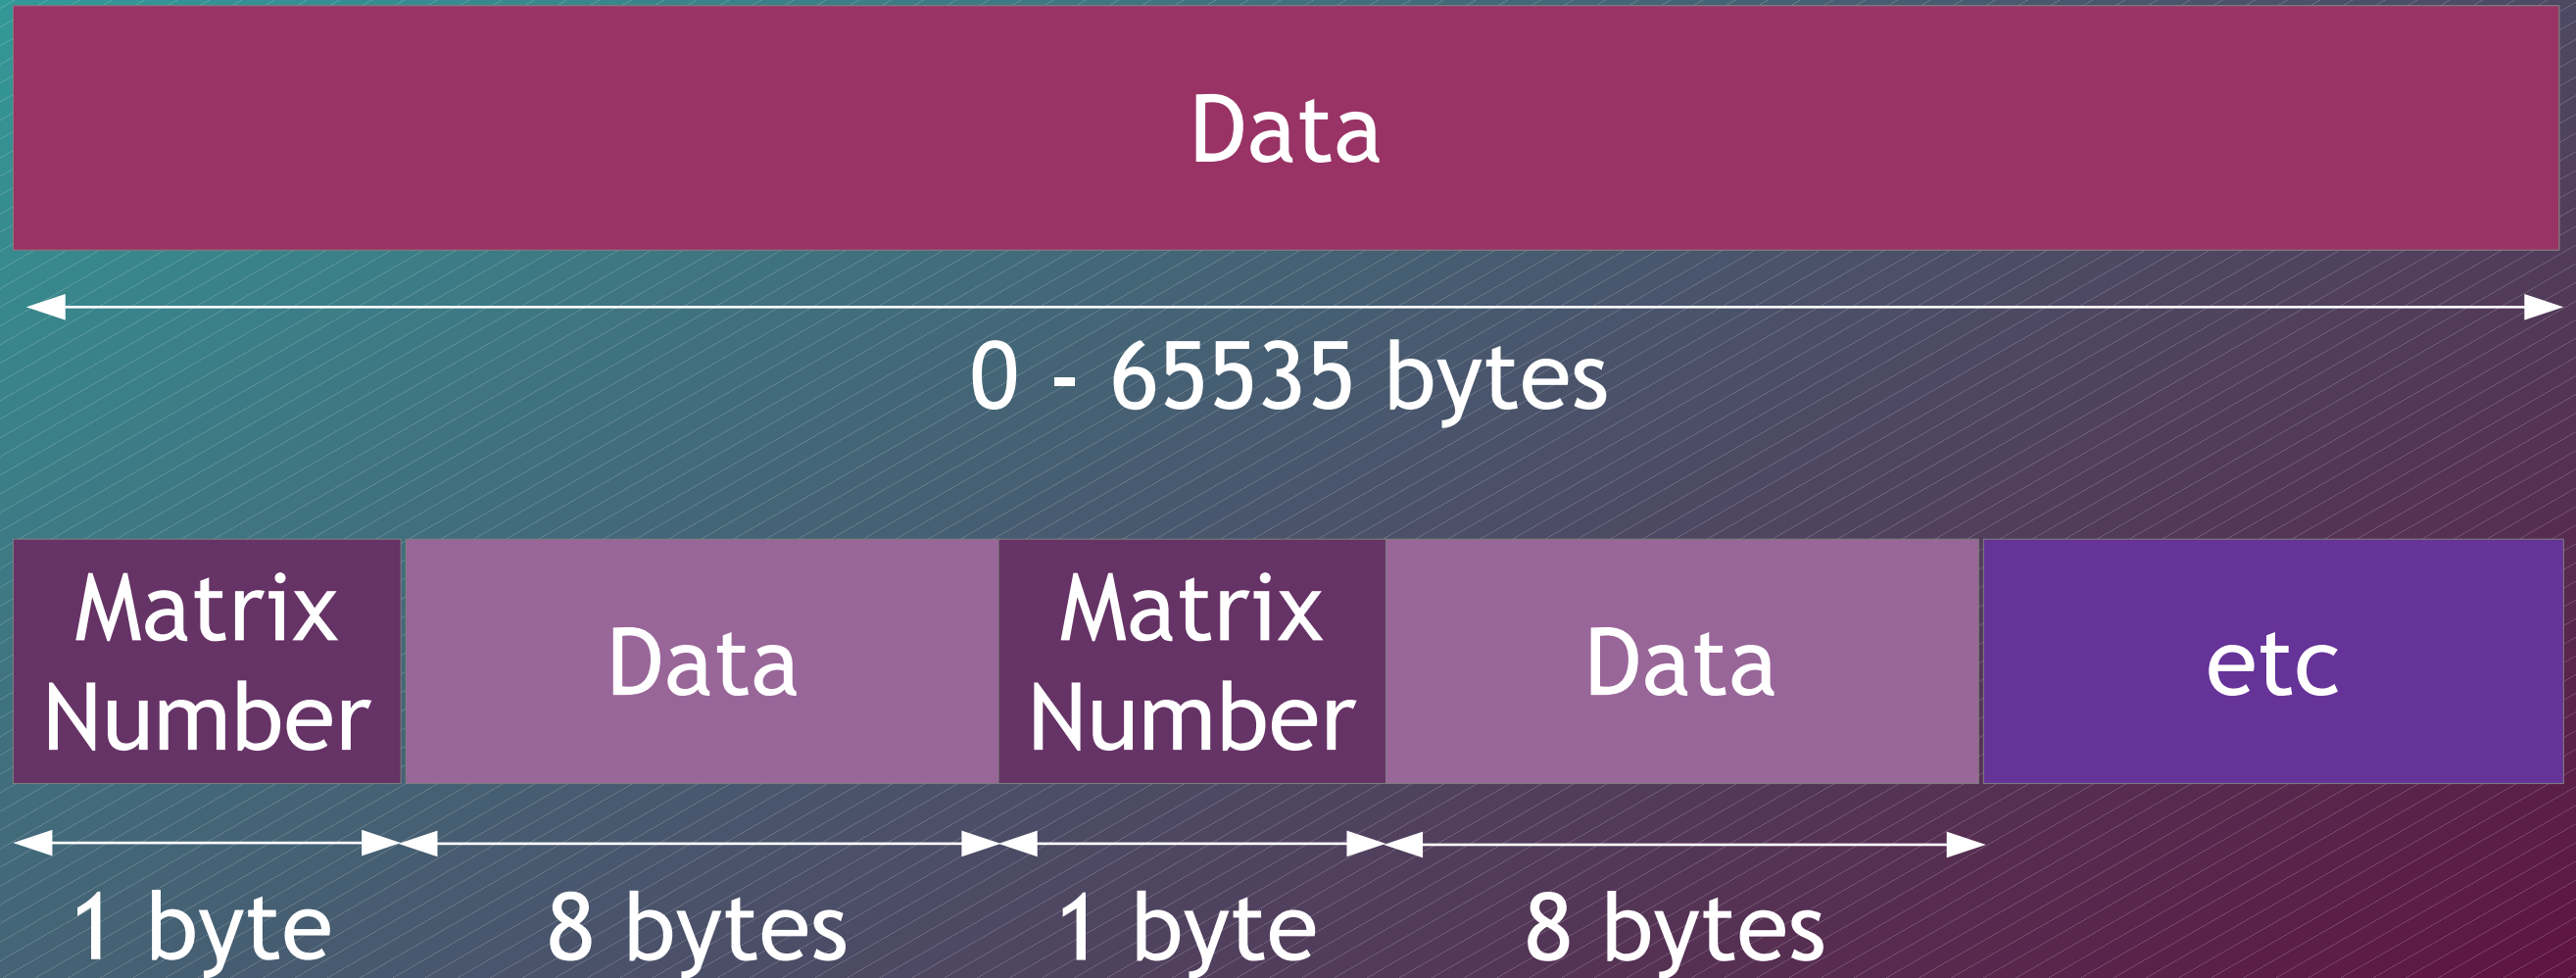 Data
0 - 65535 bytes
Matrix
Number
Data
Matrix
Number
Data
etc
1 byte
8 bytes
1 byte
8 bytes